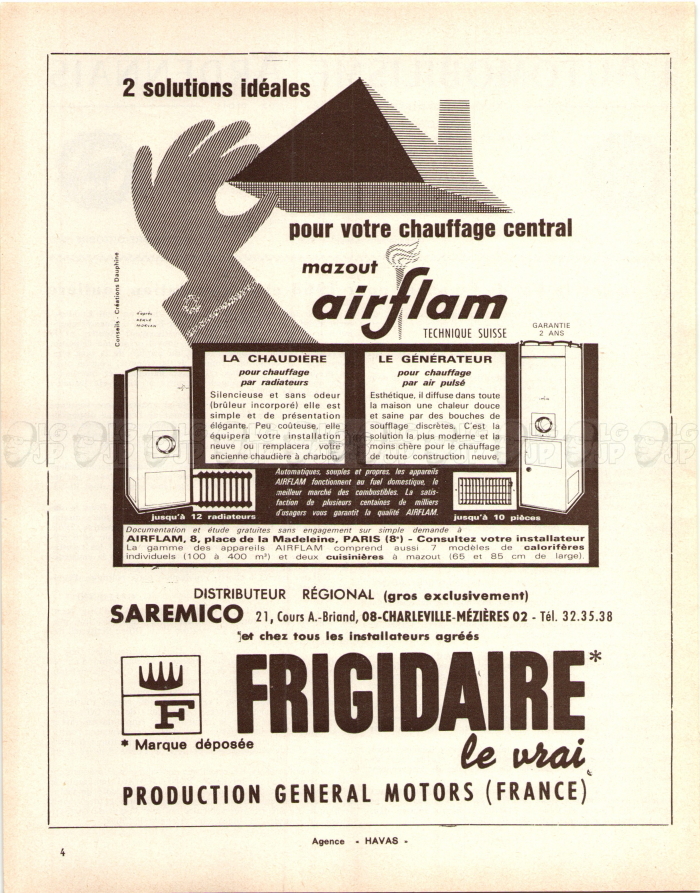 2 solutions idéales
pour votre chauffage central
mazout
airflam
TECHNIQUE SUISSE
GARANTIE
2 ANS
Conseils - Créations Dauphine
d'après
HERVÉ
MORVAN
LA CHAUDIÈRE
pour chauffage
par radiateurs
Silencieuse et sans odeur
(brûleur incorporé) elle est
simple et de présentation
élégante. Peu coûteuse, elle
équipera votre installation
neuve ou remplacera votre
ancienne chaudière à charbon.
LE GÉNÉRATEUR
pour chauffage
par air pulsé
Esthétique, il diffuse dans toute
la maison une chaleur douce
et saine par des bouches de
soufflage discrètes. C'est la
solution la plus moderne et la
moins chère pour le chauffage
de toute construction neuve.
Automatiques, souples et propres, les appareils
AIRFLAM fonctionnent au fuel domestique, le
meilleur marché des combustibles. La satis-
faction de plusieurs centaines de milliers
d'usagers vous garantit la qualité AIRFLAM.
jusqu'à 12 radiateurs
jusqu'à 10 pièces
Documentation et étude gratuites sans engagement sur simple demande à
AIRFLAM, 8, place de la Madeleine, PARIS (8e) - Consultez votre installateur
La gamme des appareils AIRFLAM comprend aussi 7 modèles de calorifères
individuels (100 à 400 m³) et deux cuisinières à mazout (65 et 85 cm de large).
DISTRIBUTEUR RÉGIONAL (gros exclusivement)
SAREMICO 21, Cours A.-Briand, 08-CHARLEVILLE-MÉZIÈRES 02 - Tél. 32.35.38
et chez tous les installateurs agréés
F
FRIGIDAIRE*
* Marque déposée
le vrai
PRODUCTION GENERAL MOTORS (FRANCE)
Agence - HAVAS -
4